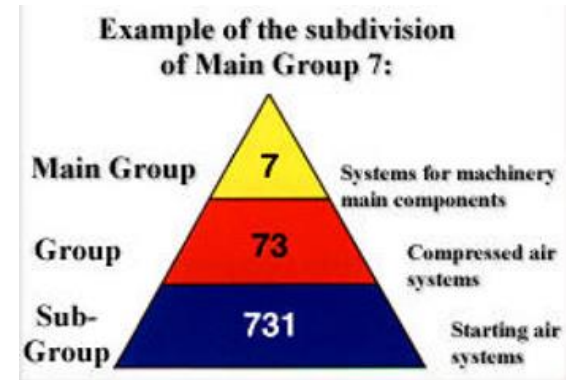 Example of the subdivision
of Main Group 7:
Main Group
7
Systems for machinery
main components
Group
73
Compressed air
systems
Sub-
Group
731
Starting air
systems